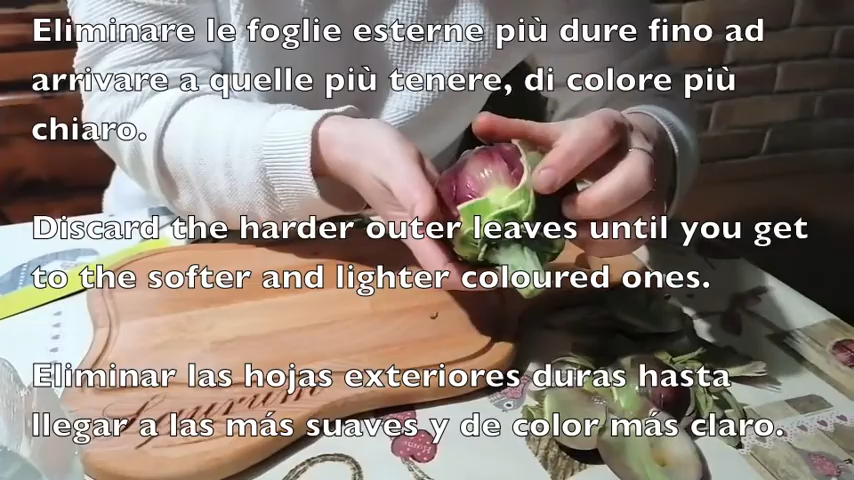 Eliminare le foglie esterne più dure fino ad
arrivare a quelle più tenere, di colore più
chiaro.
Discard the harder outer leaves until you get
to the softer and lighter coloured ones.
Eliminar las hojas exteriores duras hasta
llegar a las más suaves y de color más claro.